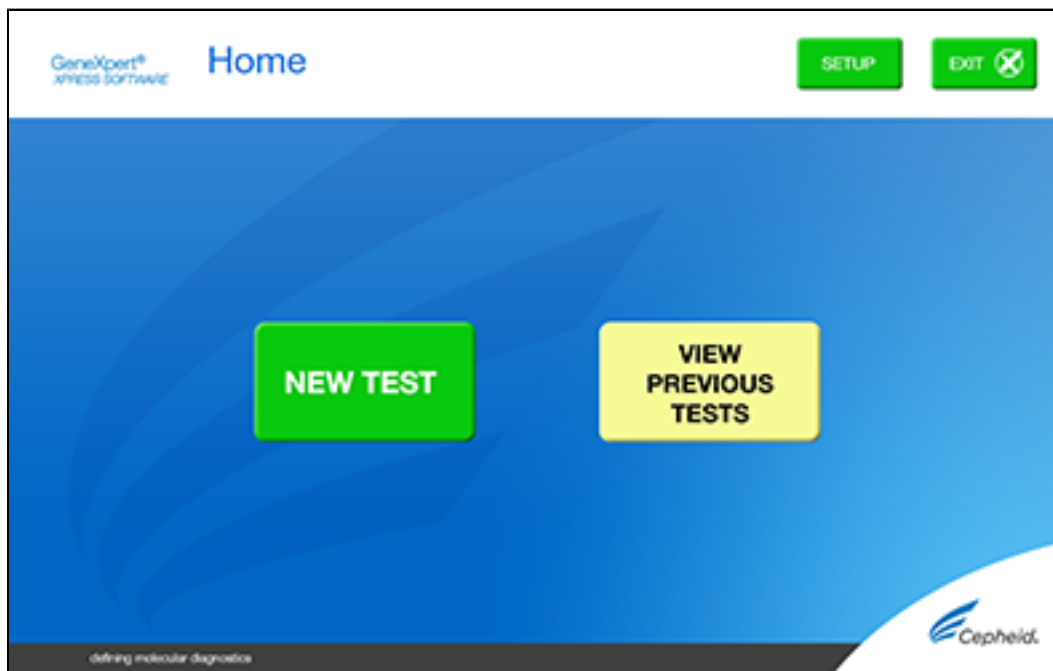 GeneXpert®
XPRESS SOFTWARE
Home
SETUP
EXIT
NEW TEST
VIEW
PREVIOUS
TESTS
Cepheid.
defining molecular diagnostics